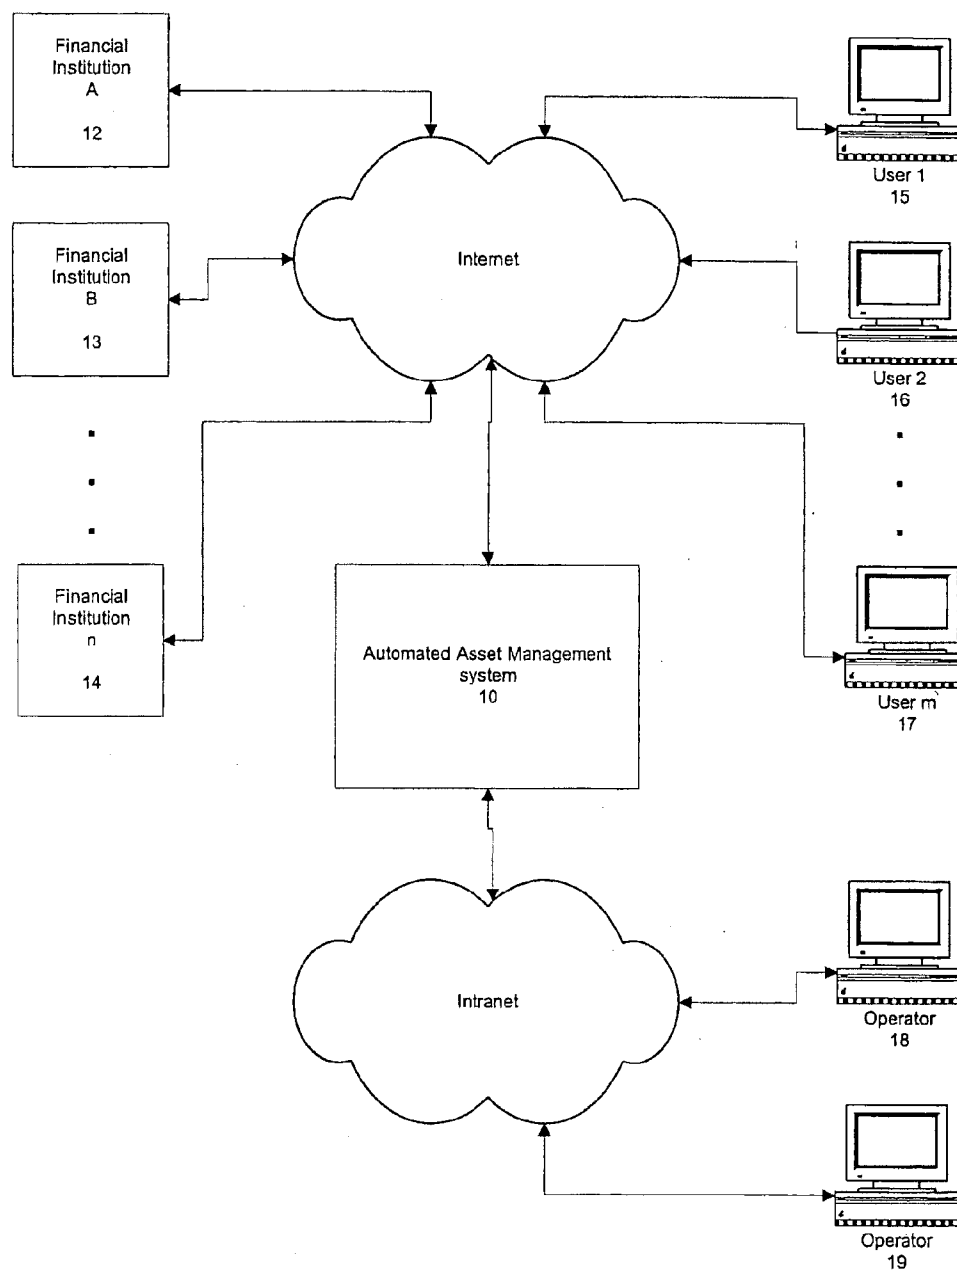 Financial
Institution
A
12
User 1
15
Financial
Institution
B
13
Internet
User 2
16
Financial
Institution
n
14
Automated Asset Management
system
10
User m
17
Intranet
Operator
18
Operator
19